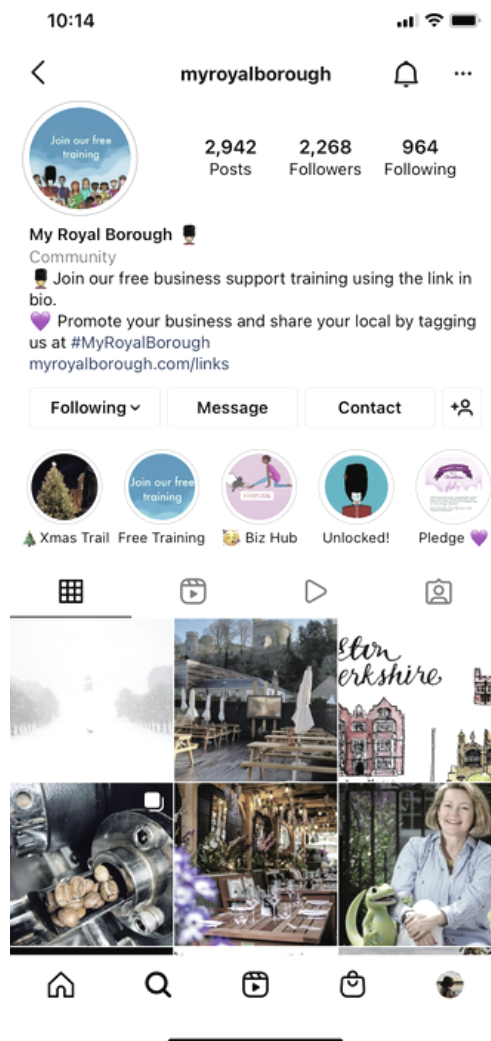 10:14
myroyalborough
Join our free
training
2,942
Posts
2,268
Followers
964
Following
My Royal Borough 💂
Community
💂 Join our free business support training using the link in
bio.
💜 Promote your business and share your local by tagging
us at #MyRoyalBorough
myroyalborough.com/links
Following
Message
Contact
Join our free
training
🎄 Xmas Trail
Free Training
🥳 Biz Hub
Unlocked!
Pledge 💜
eton
erkshire